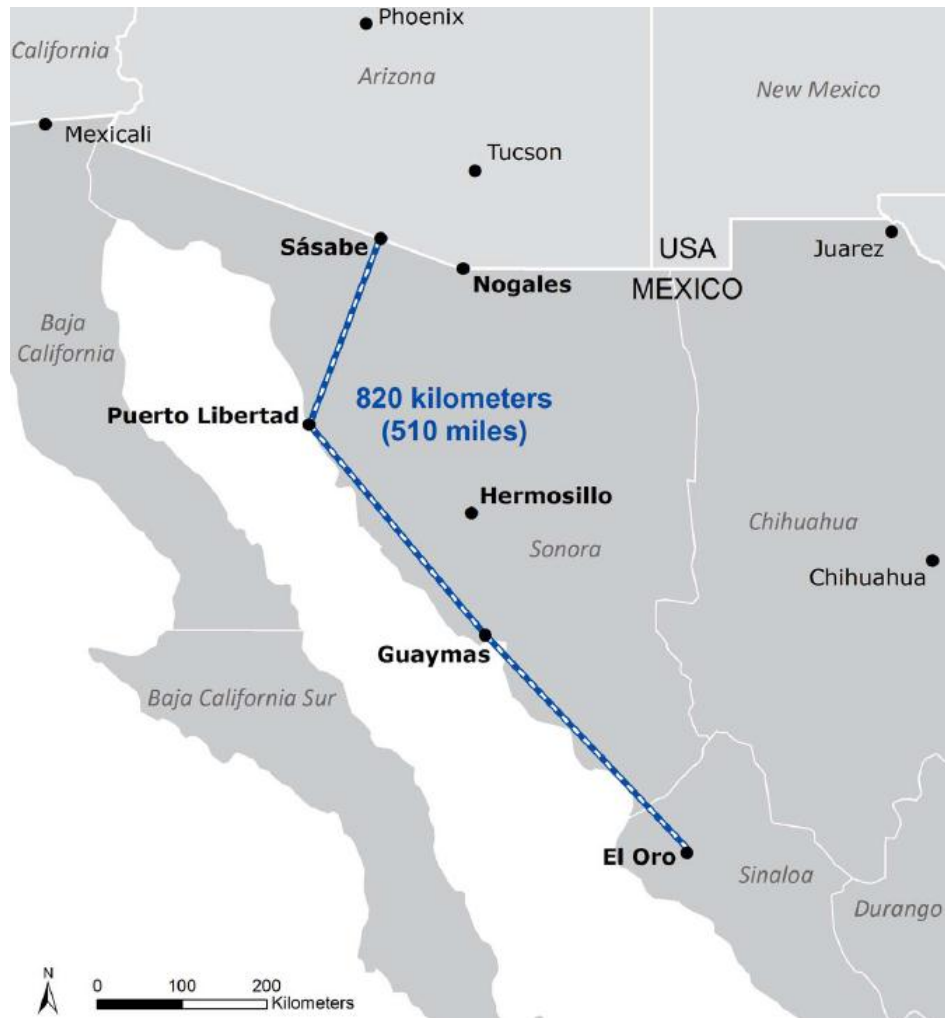 Phoenix
California
Arizona
New Mexico
Mexicali
Tucson
Sásabe
Nogales
USA
MEXICO
Juarez
Baja
California
820 kilometers
(510 miles)
Puerto Libertad
Hermosillo
Sonora
Chihuahua
Chihuahua
Guaymas
Baja California Sur
El Oro
Sinaloa
Durango
N
0 100 200
Kilometers